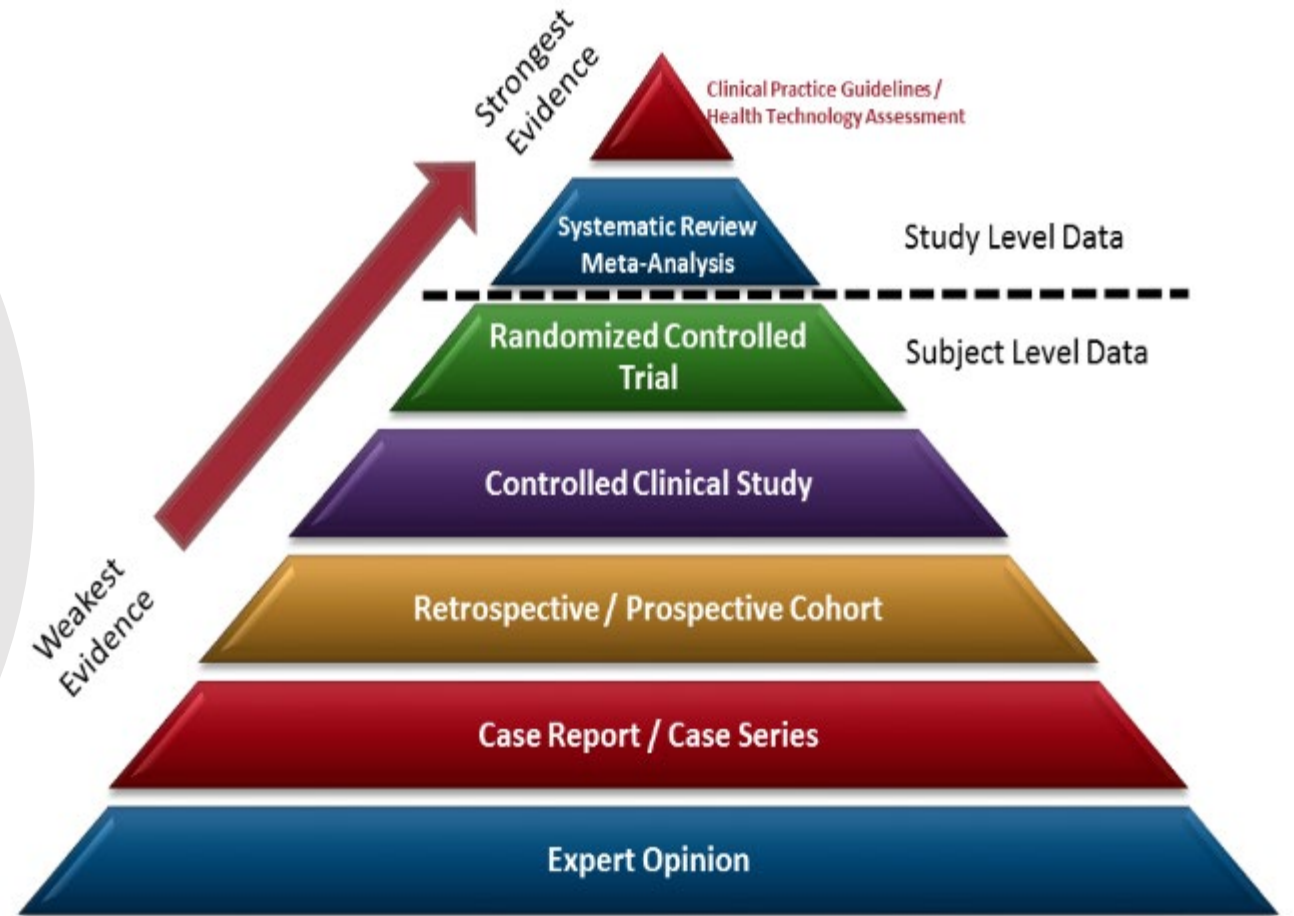 Strongest
Evidence
Clinical Practice Guidelines /
Health Technology Assessment
Systematic Review
Meta-Analysis
Study Level Data
Randomized Controlled
Trial
Subject Level Data
Controlled Clinical Study
Weakest
Evidence
Retrospective / Prospective Cohort
Case Report / Case Series
Expert Opinion